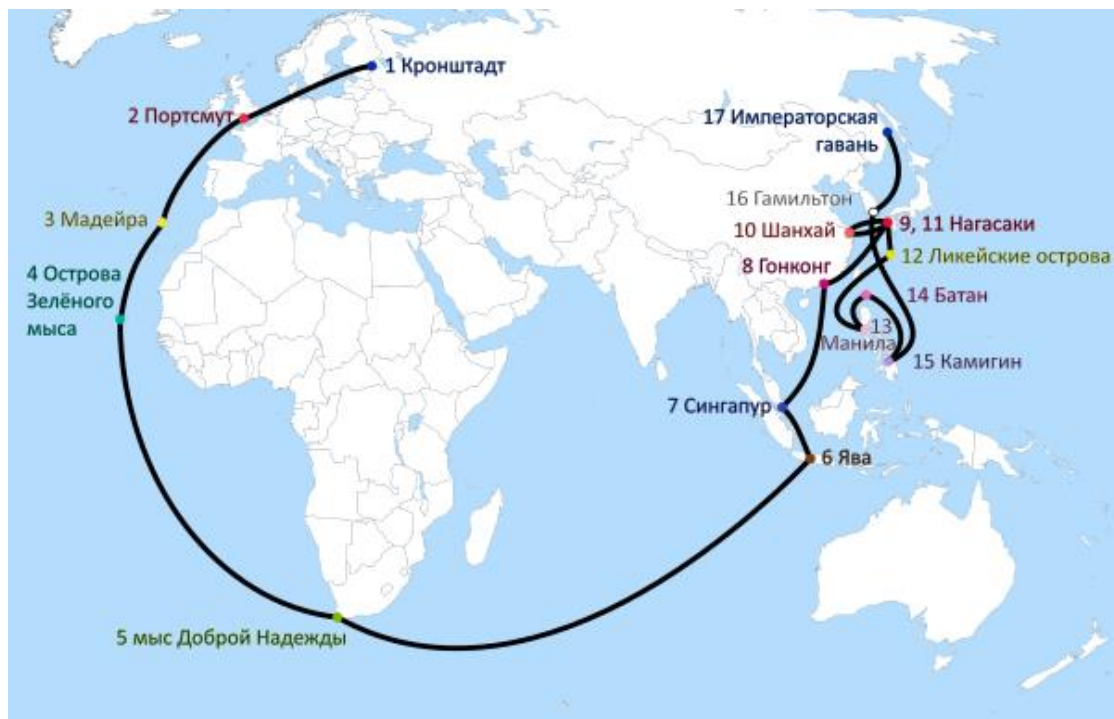 1 Кронштадт
2 Портсмут
3 Мадейра
4 Острова
Зелёного
мыса
5 мыс Доброй Надежды
6 Ява
7 Сингапур
8 Гонконг
9, 11 Нагасаки
10 Шанхай
12 Ликейские острова
13
Манила
14 Батан
15 Камигин
16 Гамильтон
17 Императорская
гавань